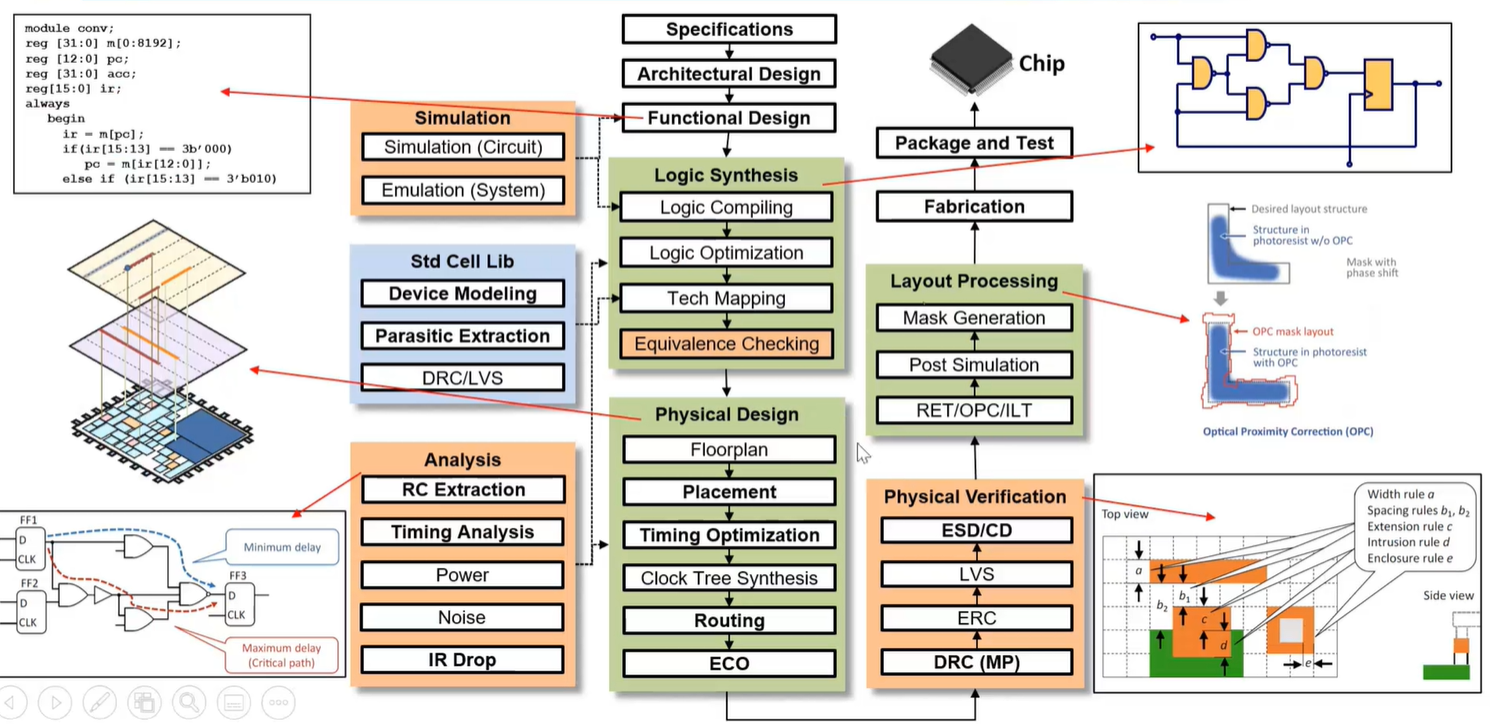 module conv;
reg [31:0] m[0:8192];
reg [12:0] pc;
reg [31:0] acc;
reg[15:0] ir;
always
begin
ir = m[pc];
if(ir[15:13] == 3b'000)
pc = m[ir[12:0]];
else if (ir[15:13] == 3'b010)
Simulation
Simulation (Circuit)
Emulation (System)
Std Cell Lib
Device Modeling
Parasitic Extraction
DRC/LVS
Analysis
RC Extraction
Timing Analysis
Power
Noise
IR Drop
FF1
D
CLK
FF2
D
CLK
FF3
D
CLK
Minimum delay
Maximum delay
(Critical path)
Specifications
Architectural Design
Functional Design
Logic Synthesis
Logic Compiling
Logic Optimization
Tech Mapping
Equivalence Checking
Physical Design
Floorplan
Placement
Timing Optimization
Clock Tree Synthesis
Routing
ECO
Chip
Package and Test
Fabrication
Layout Processing
Mask Generation
Post Simulation
RET/OPC/ILT
Physical Verification
ESD/CD
LVS
ERC
DRC (MP)
Desired layout structure
Structure in
photoresist w/o OPC
Mask with
phase shift
OPC mask layout
Structure in photoresist
with OPC
Optical Proximity Correction (OPC)
Top view
Width rule a
Spacing rules b1, b2
Extension rule c
Intrusion rule d
Enclosure rule e
a
b1
b2
c
d
e
Side view